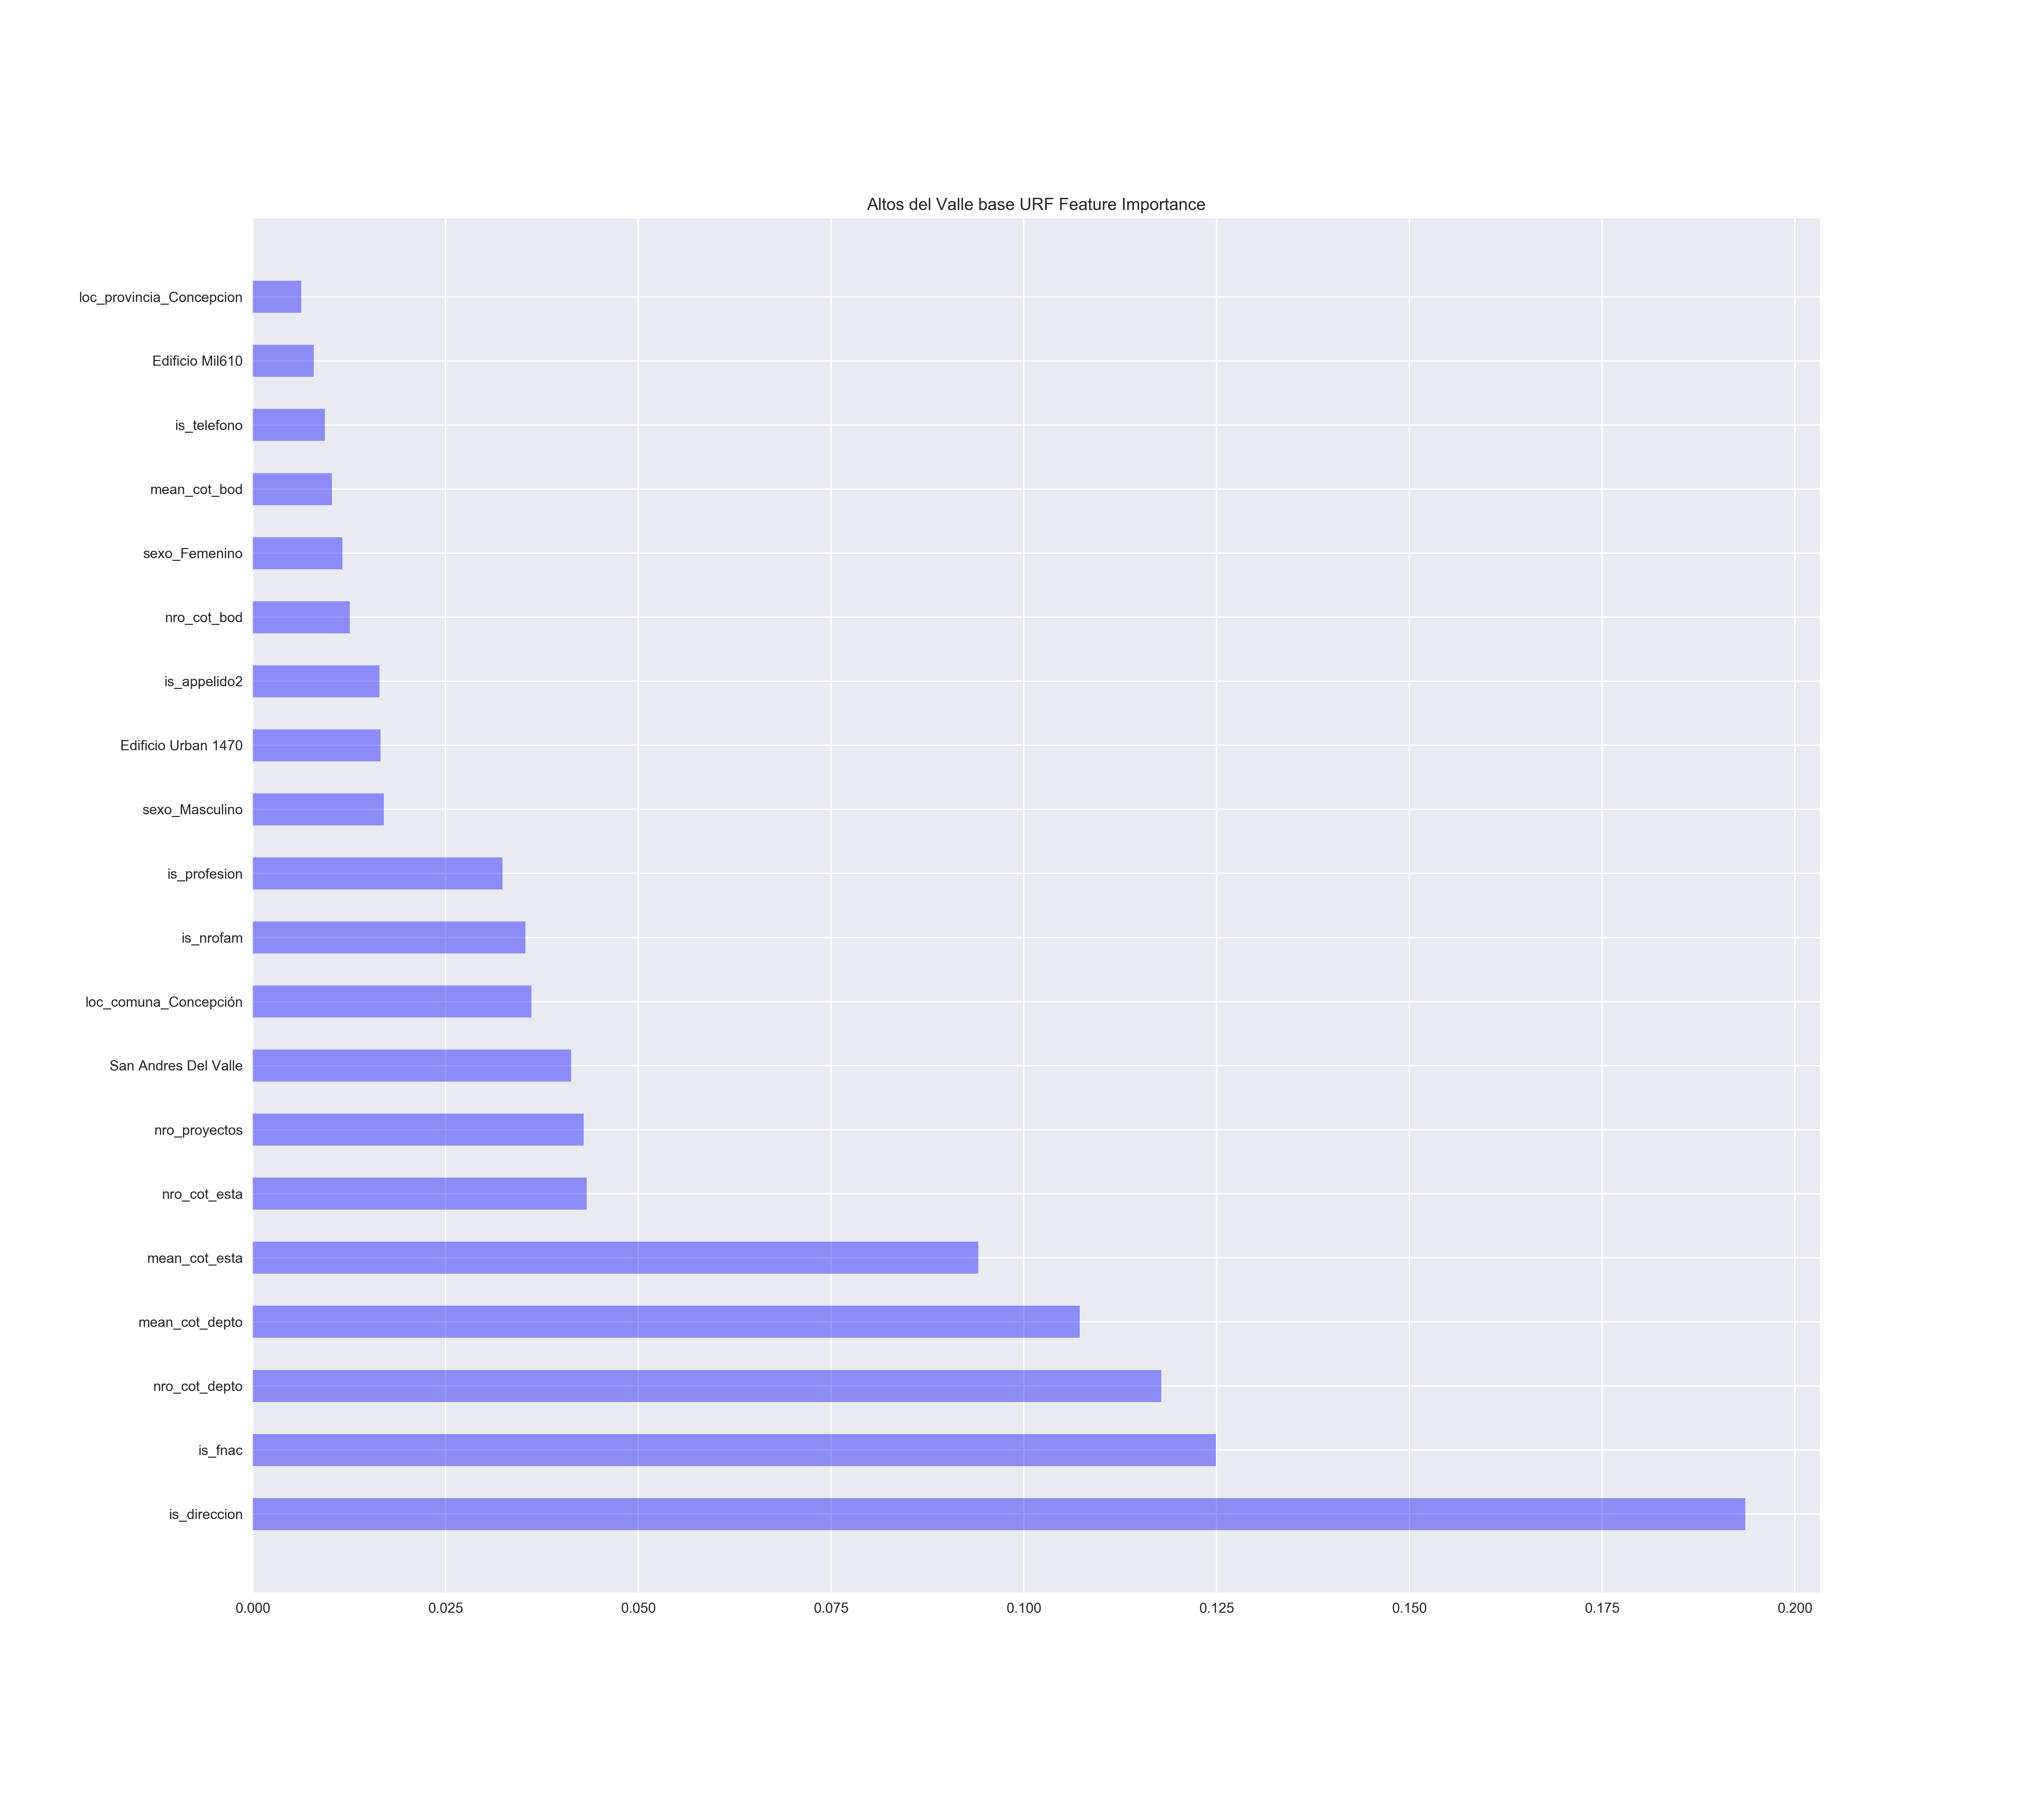 Altos del Valle base URF Feature Importance
loc_provincia_Concepcion
Edificio Mil610
is_telefono
mean_cot_bod
sexo_Femenino
nro_cot_bod
is_appelido2
Edificio Urban 1470
sexo_Masculino
is_profesion
is_nrofam
loc_comuna_Concepción
San Andres Del Valle
nro_proyectos
nro_cot_esta
mean_cot_esta
mean_cot_depto
nro_cot_depto
is_fnac
is_direccion
0.000 0.025 0.050 0.075 0.100 0.125 0.150 0.175 0.200